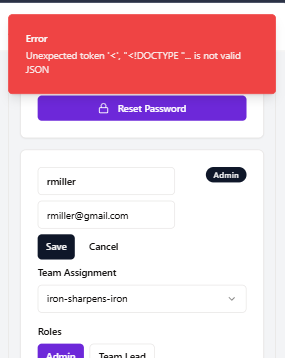 Error
Unexpected token '<', "<!DOCTYPE "... is not valid
JSON
Reset Password
rmiller
Admin
rmiller@gmail.com
Save Cancel
Team Assignment
iron-sharpens-iron
Roles
Admin Team Lead